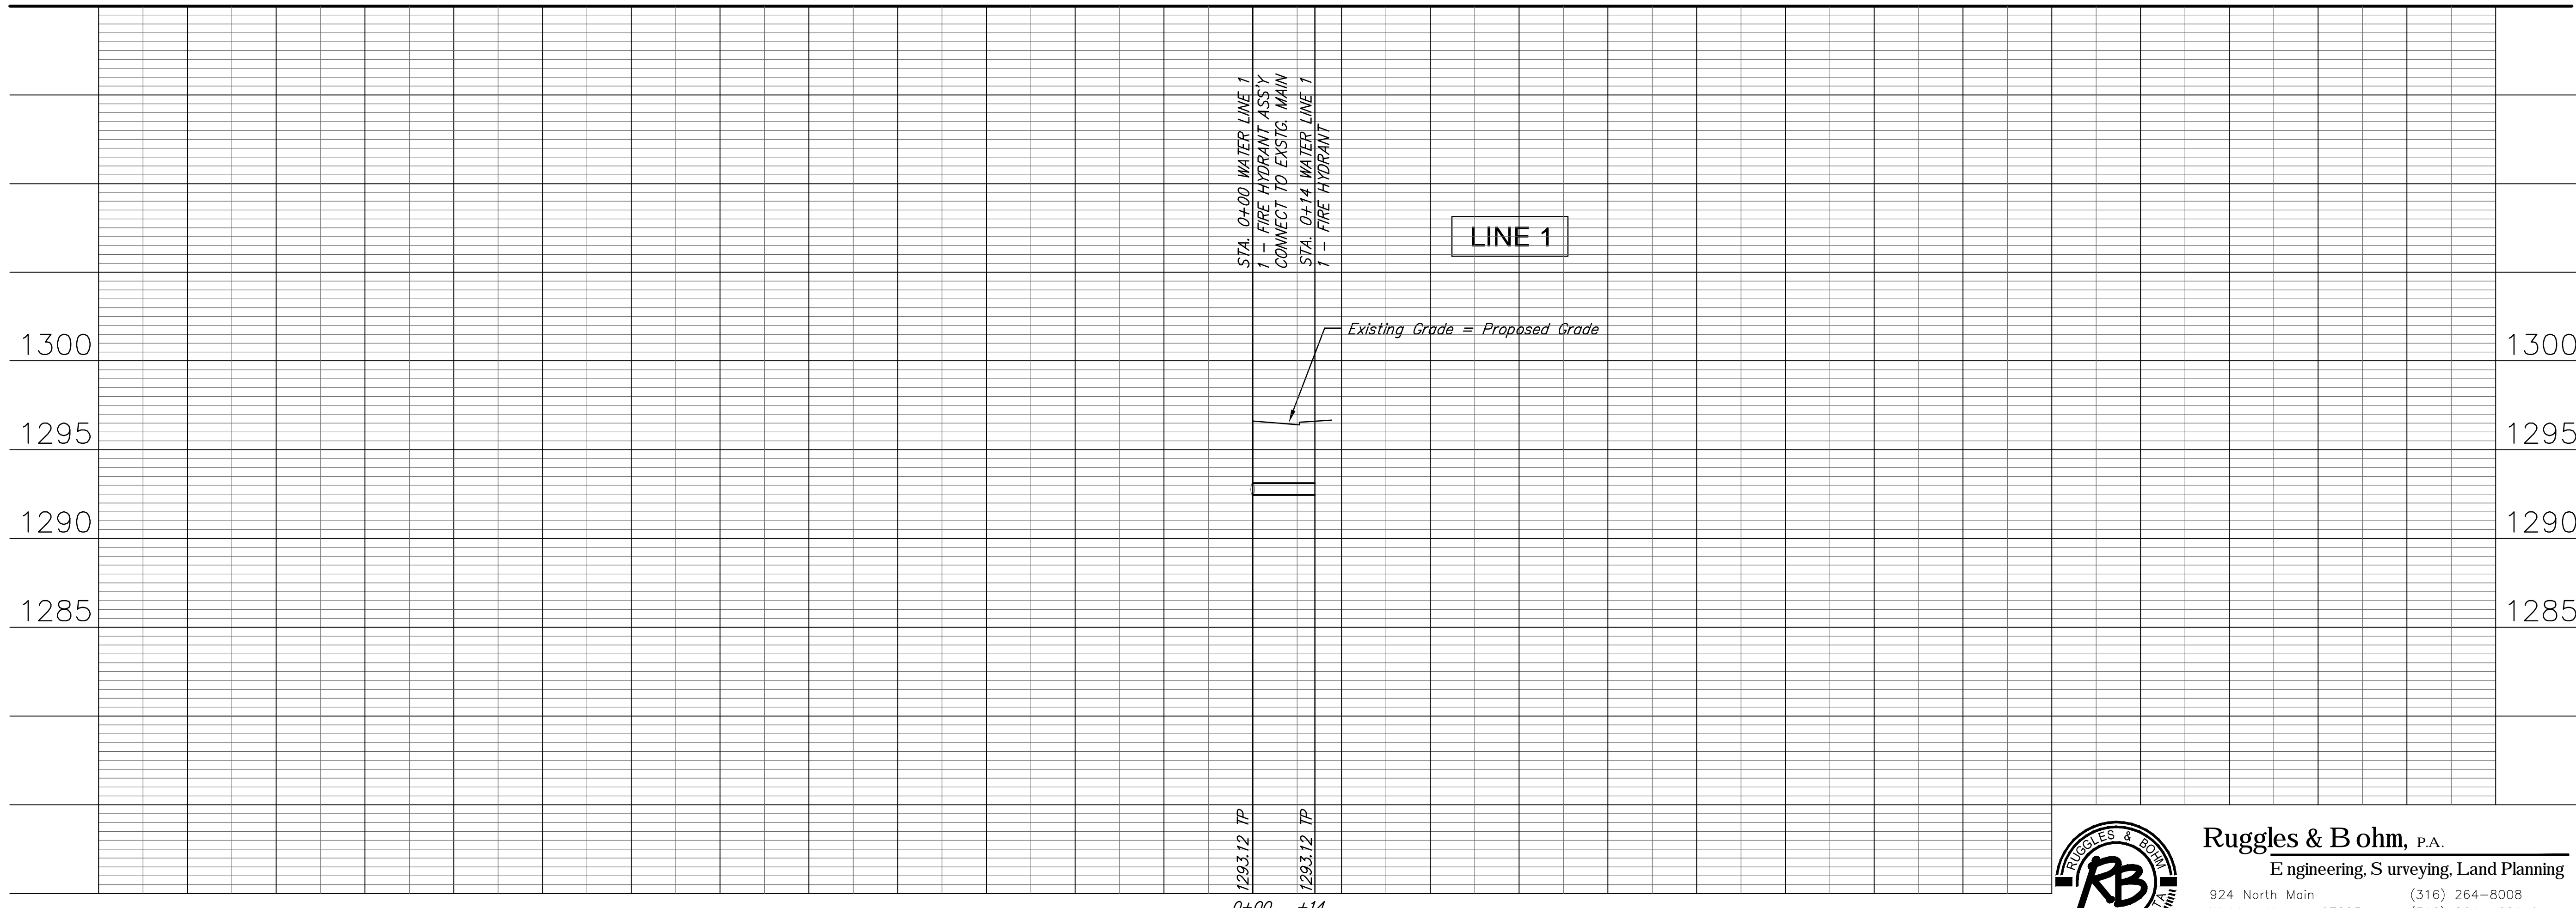 STA. 0+00 WATER LINE 1
1 - FIRE HYDRANT ASS'Y
CONNECT TO EXSTG. MAIN
STA. 0+14 WATER LINE 1
1 - FIRE HYDRANT
LINE 1
Existing Grade = Proposed Grade
1300
1300
1295
1295
1290
1290
1285
1285
1293.12 TP
1293.12 TP
0+00
+14
RUGGLES & BOHM
RB
Ruggles & Bohm, P.A.
Engineering, Surveying, Land Planning
924 North Main (316) 264-8008